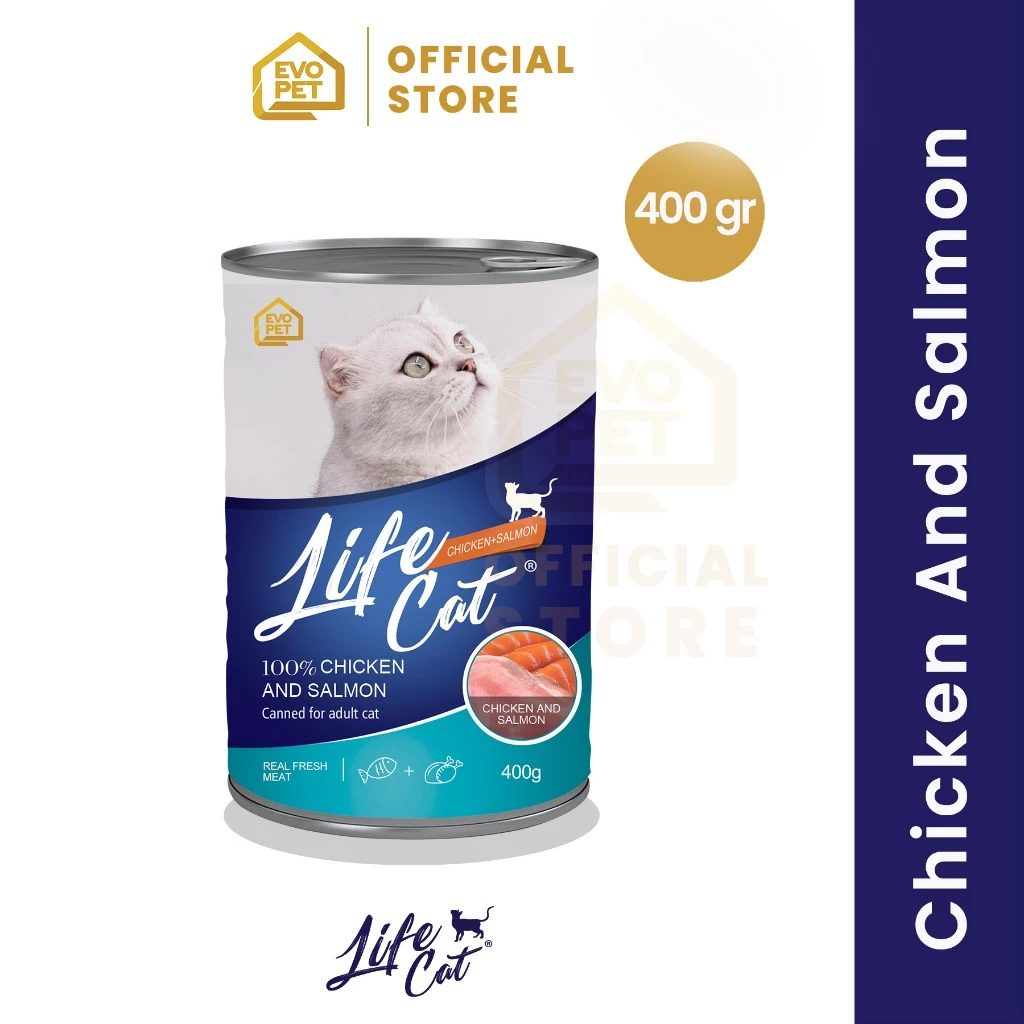 EVO
PET
OFFICIAL
STORE
400 gr
EVO
PET
EVO
PET
OFFICIAL
STORE
Life
Cat®
CHICKEN+SALMON
100% CHICKEN
AND SALMON
Canned for adult cat
CHICKEN AND
SALMON
REAL FRESH
MEAT
+
400g
Life
Cat®
Chicken And Salmon